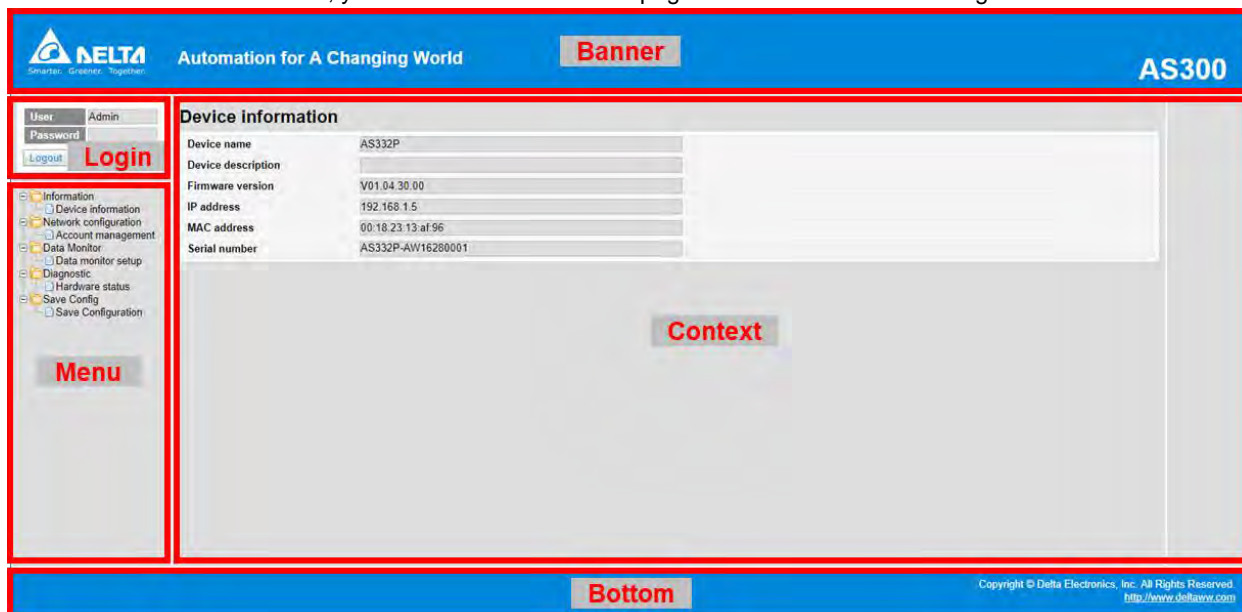 DELTA
Smarter. Greener. Together.
Automation for A Changing World
Banner
AS300
User Admin
Password
Logout
Login
Information
Device information
Network configuration
Account management
Data Monitor
Data monitor setup
Diagnostic
Hardware status
Save Config
Save Configuration
Menu
Device information
Device name AS332P
Device description
Firmware version V01.04.30.00
IP address 192.168.1.5
MAC address 00:18:23:13:af:96
Serial number AS332P-AW16280001
Context
Bottom
Copyright © Delta Electronics, Inc. All Rights Reserved.
http://www.deltaww.com